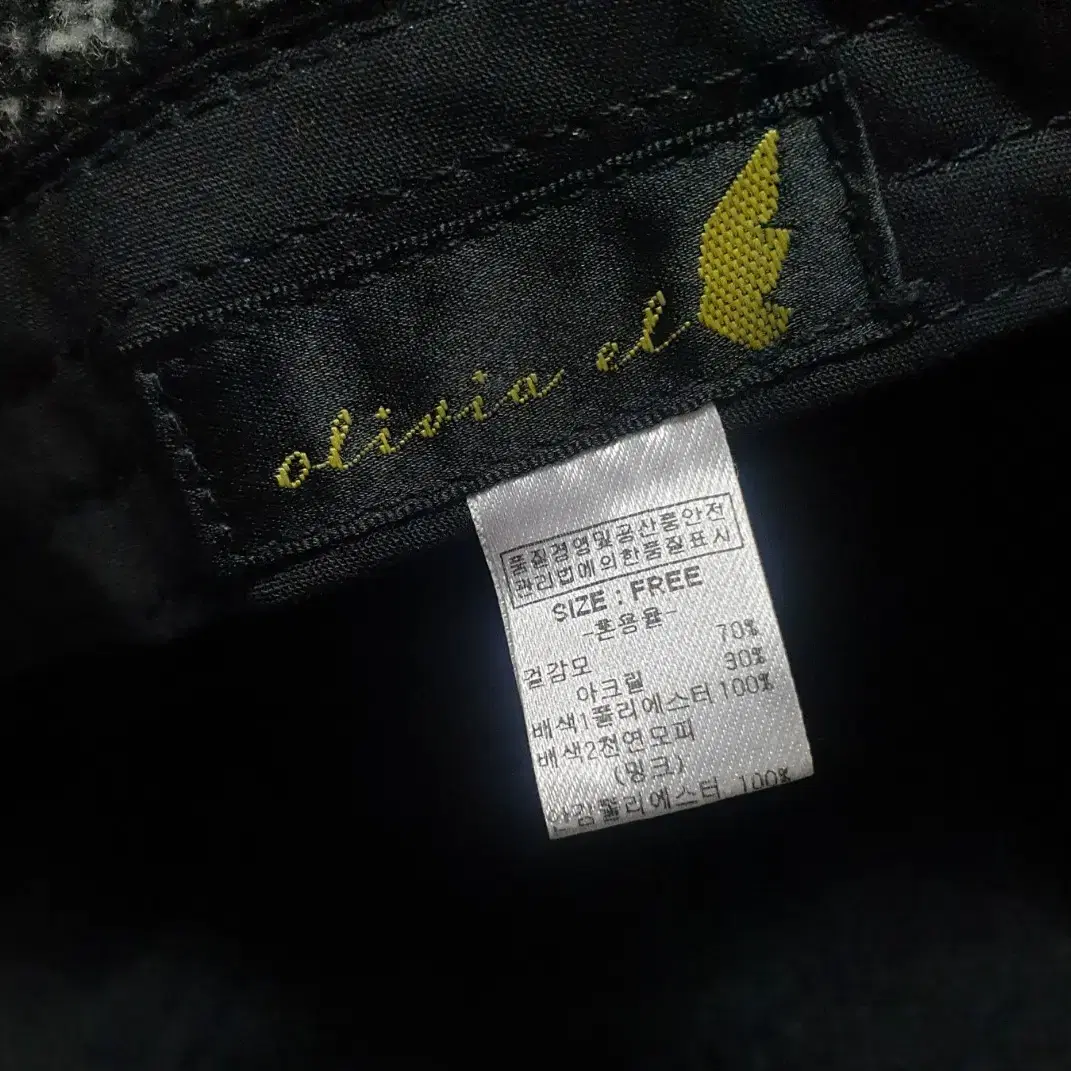 olivia el
품질경영및공산품안전
관리법에의한품질표시
SIZE : FREE
-혼용율-
겉감모 70%
아크릴 30%
배색1폴리에스터100%
배색2천연모피
(밍크)
안감폴리에스터 100%